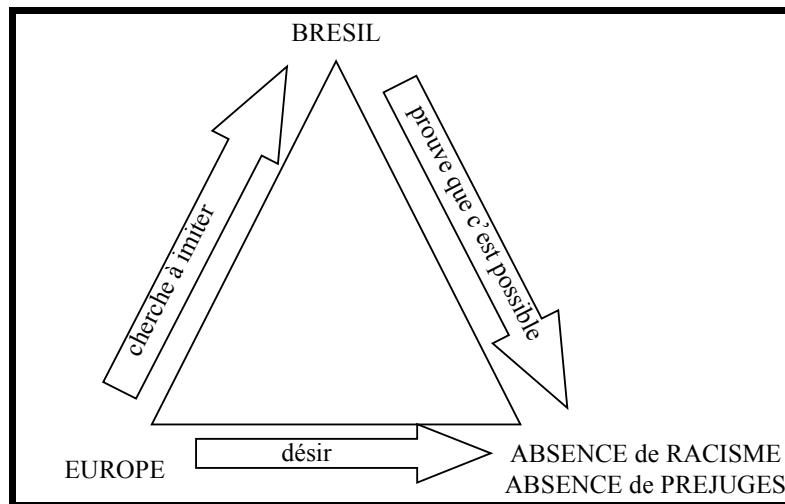 BRESIL
cherche à imiter
prouve que c'est possible
désir
EUROPE
ABSENCE de RACISME
ABSENCE de PREJUGES